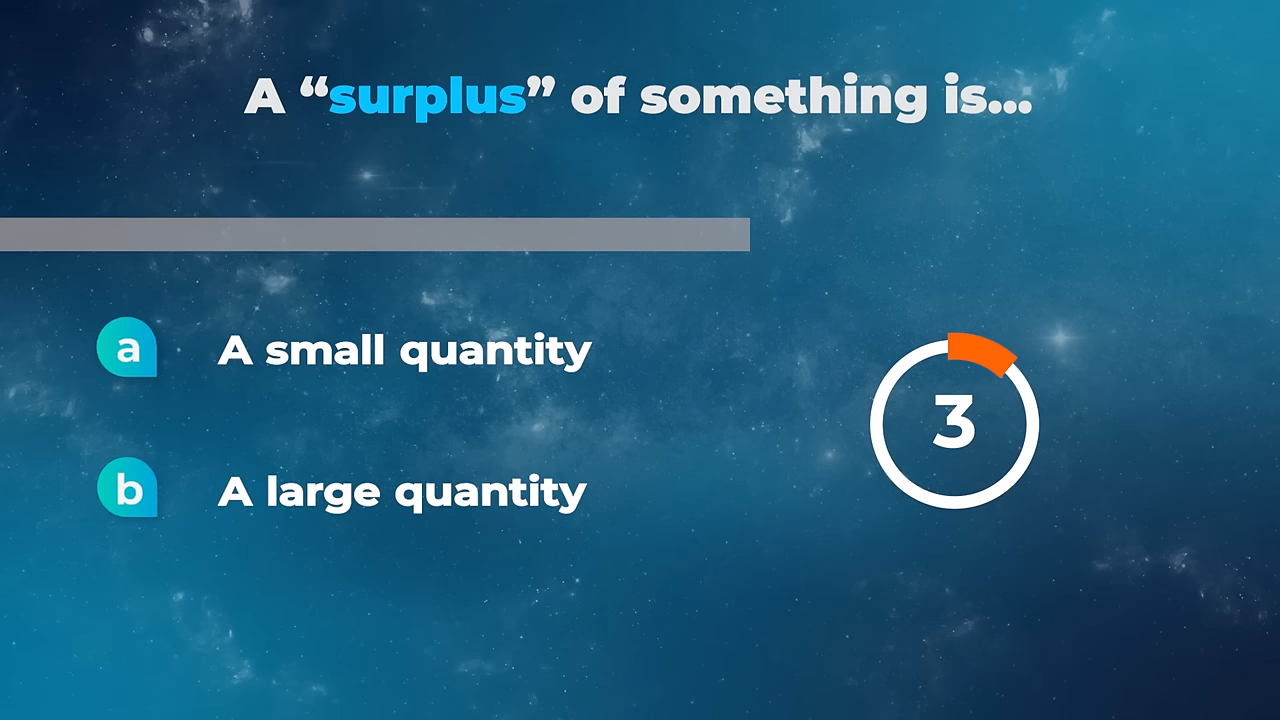 A “surplus” of something is...
a A small quantity
3
b A large quantity